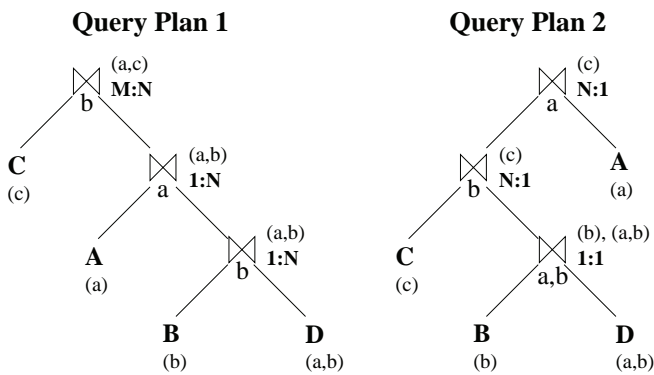 Query Plan 1
(a,c)
M:N
b
C
(c)
(a,b)
1:N
a
A
(a)
(a,b)
1:N
b
B
(b)
D
(a,b)
Query Plan 2
(c)
N:1
a
A
(a)
(c)
N:1
b
C
(c)
(b), (a,b)
1:1
a,b
B
(b)
D
(a,b)